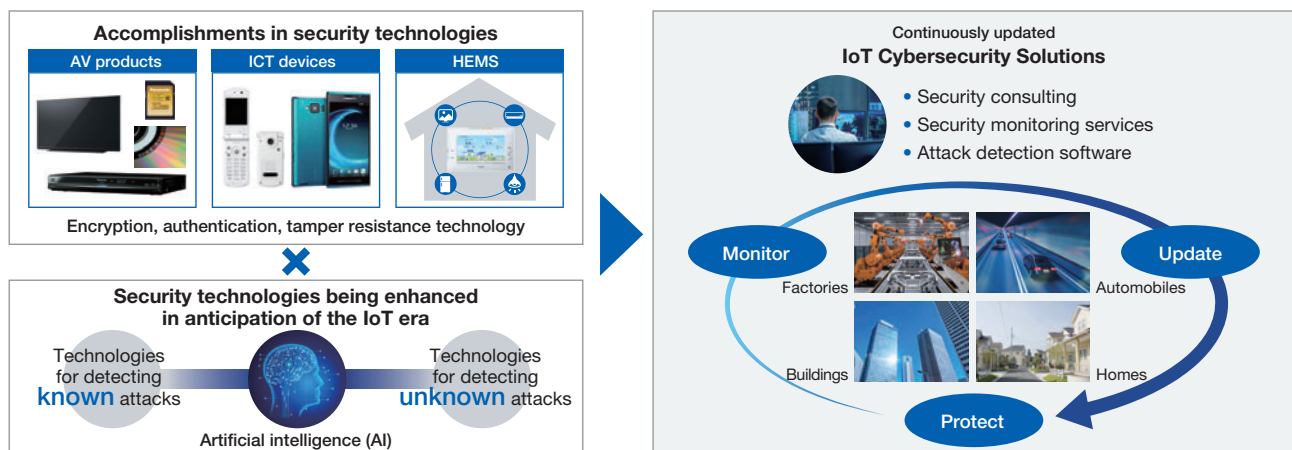 Accomplishments in security technologies
AV products
ICT devices
HEMS
Encryption, authentication, tamper resistance technology
Security technologies being enhanced
in anticipation of the IoT era
Technologies
for detecting
known attacks
Technologies
for detecting
unknown attacks
Artificial intelligence (AI)
Continuously updated
IoT Cybersecurity Solutions
• Security consulting
• Security monitoring services
• Attack detection software
Monitor
Update
Factories
Automobiles
Buildings
Homes
Protect